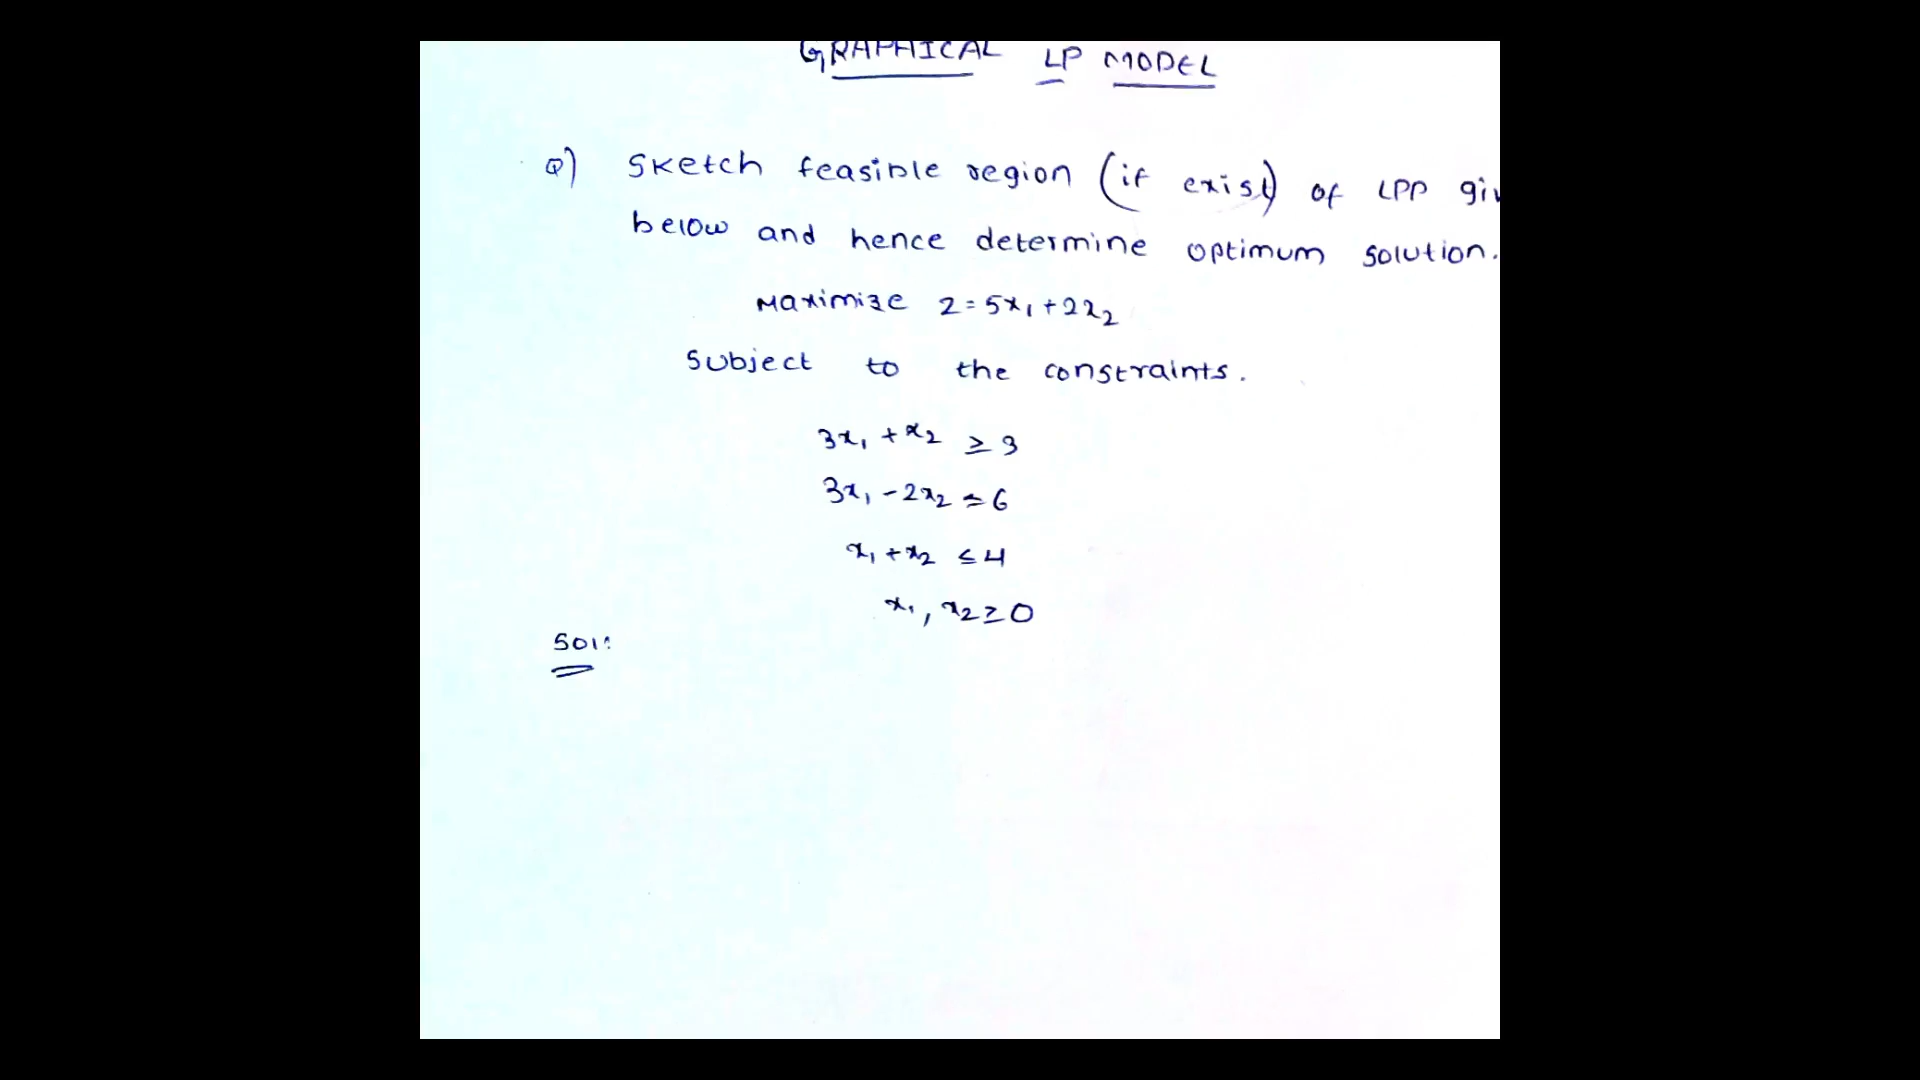 GRAPHICAL LP MODEL
Q) Sketch feasible region (if exist) of LPP giv
below and hence determine optimum solution.
Maximize Z = 5x₁ + 2x₂
Subject to the constraints.
3x₁ + x₂ ≥ 3
3x₁ - 2x₂ = 6
x₁ + x₂ ≤ 4
x₁, x₂ ≥ 0
Sol: